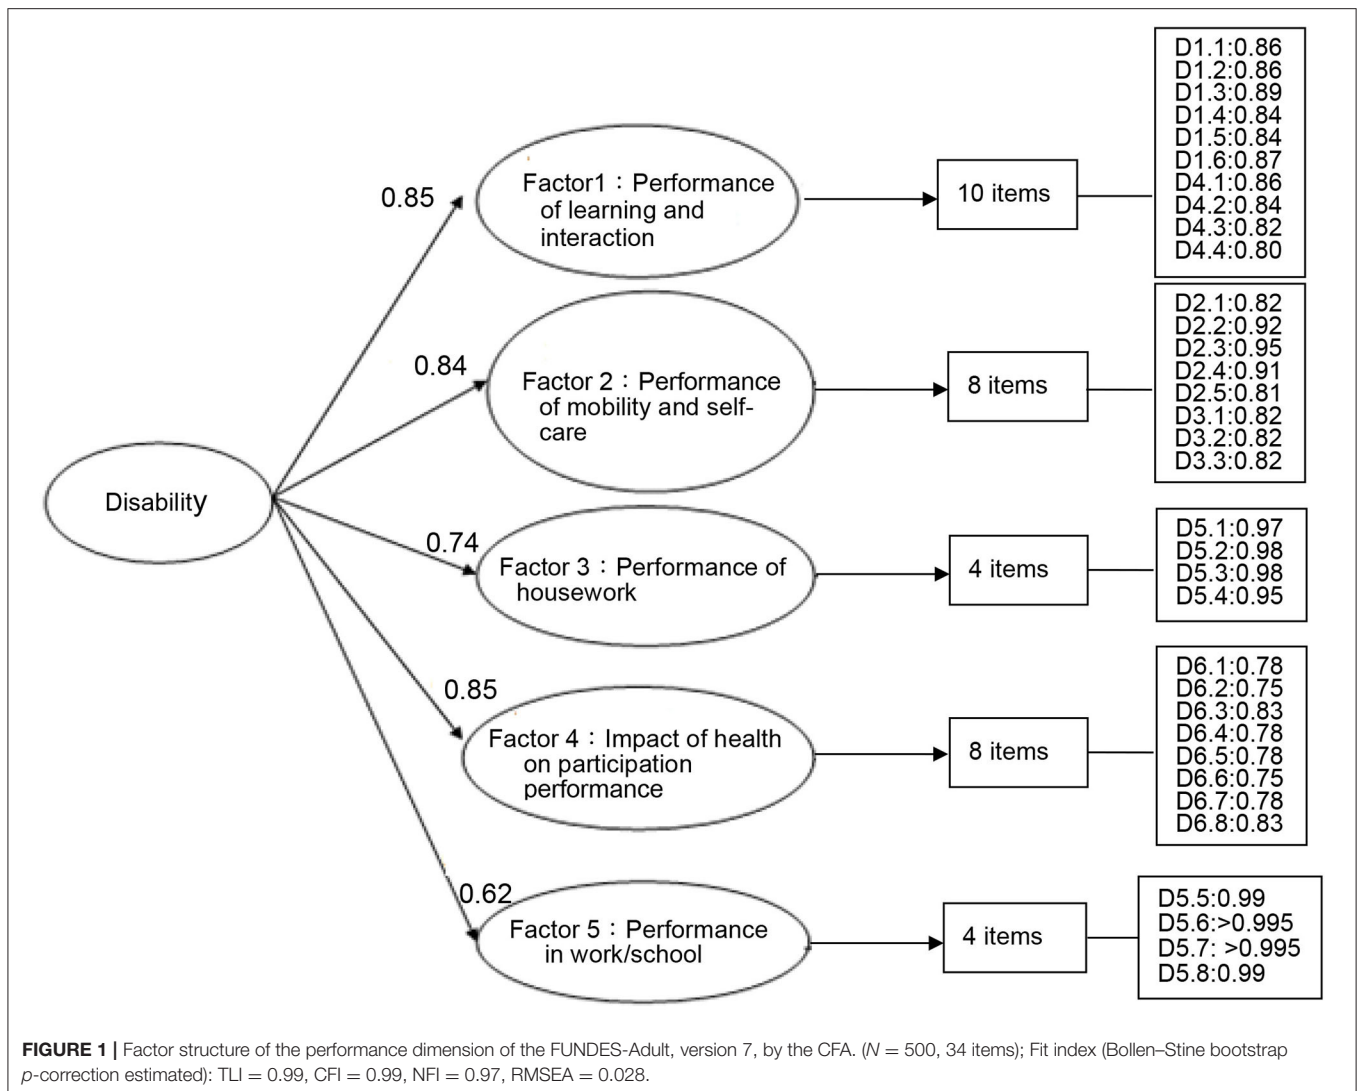 Disability
0.85
Factor1：Performance
of learning and
interaction
10 items
D1.1:0.86
D1.2:0.86
D1.3:0.89
D1.4:0.84
D1.5:0.84
D1.6:0.87
D4.1:0.86
D4.2:0.84
D4.3:0.82
D4.4:0.80
0.84
Factor 2：Performance
of mobility and self-
care
8 items
D2.1:0.82
D2.2:0.92
D2.3:0.95
D2.4:0.91
D2.5:0.81
D3.1:0.82
D3.2:0.82
D3.3:0.82
0.74
Factor 3：Performance of
housework
4 items
D5.1:0.97
D5.2:0.98
D5.3:0.98
D5.4:0.95
0.85
Factor 4：Impact of health
on participation
performance
8 items
D6.1:0.78
D6.2:0.75
D6.3:0.83
D6.4:0.78
D6.5:0.78
D6.6:0.75
D6.7:0.78
D6.8:0.83
0.62
Factor 5：Performance
in work/school
4 items
D5.5:0.99
D5.6:>0.995
D5.7: >0.995
D5.8:0.99
FIGURE 1 | Factor structure of the performance dimension of the FUNDES-Adult, version 7, by the CFA. (N = 500, 34 items); Fit index (Bollen–Stine bootstrap
p-correction estimated): TLI = 0.99, CFI = 0.99, NFI = 0.97, RMSEA = 0.028.